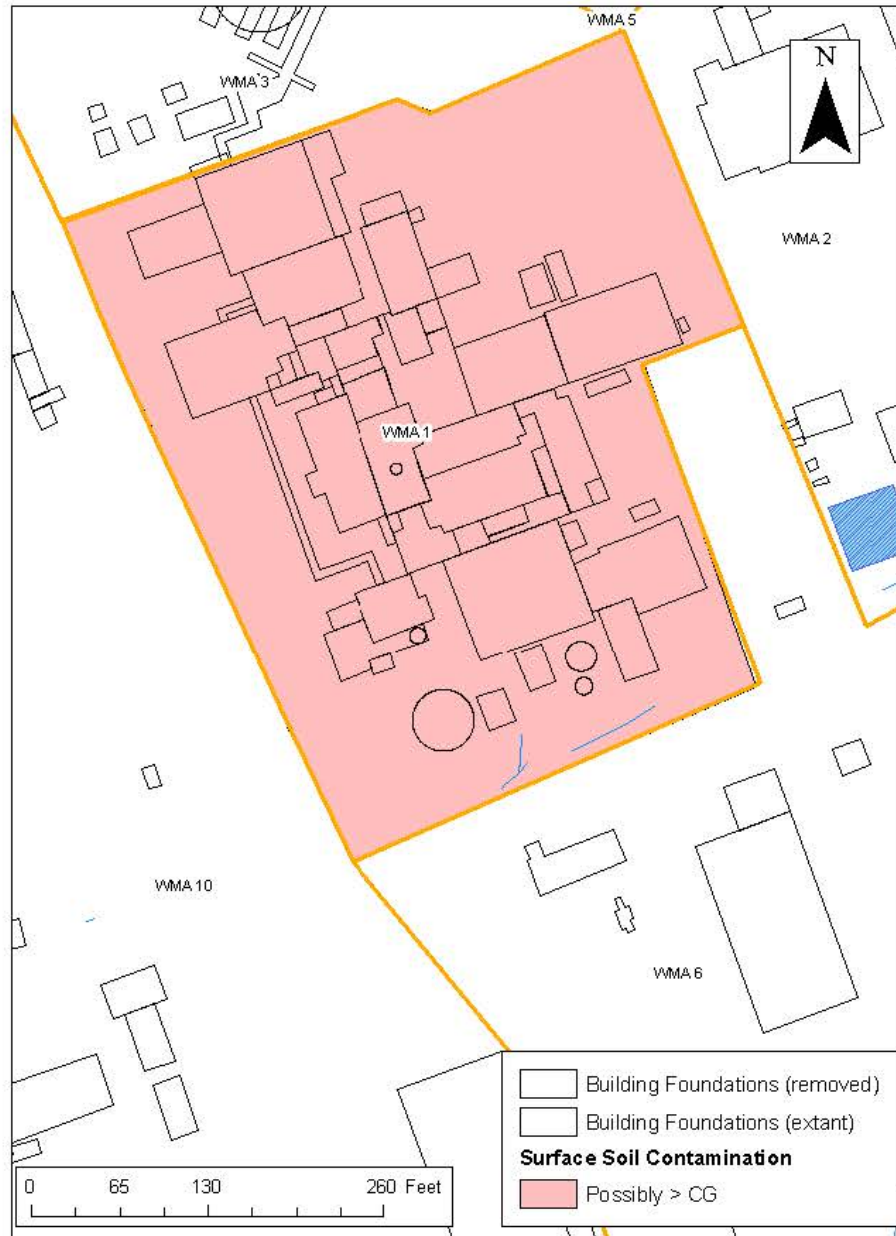 WMA 5
N
WMA 3
WMA 2
WMA 1
WMA 10
WMA 6
Building Foundations (removed)
Building Foundations (extant)
Surface Soil Contamination
Possibly > CG
0 65 130 260 Feet